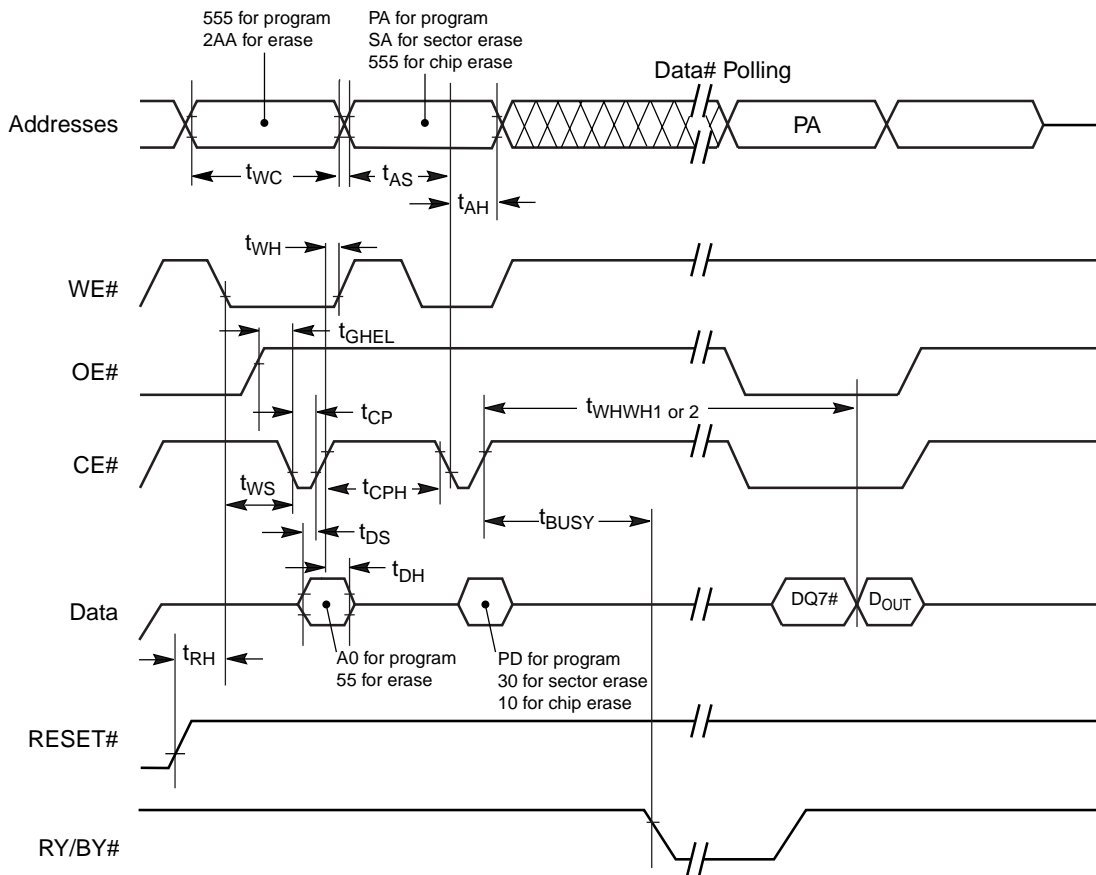 555 for program
2AA for erase
PA for program
SA for sector erase
555 for chip erase
Data# Polling
Addresses
PA
tWC
tAS
tAH
tWH
WE#
tGHEL
OE#
tWHWH1 or 2
tCP
CE#
tWS
tCPH
tBUSY
tDS
tDH
Data
DQ7#
DOUT
tRH
A0 for program
55 for erase
PD for program
30 for sector erase
10 for chip erase
RESET#
RY/BY#